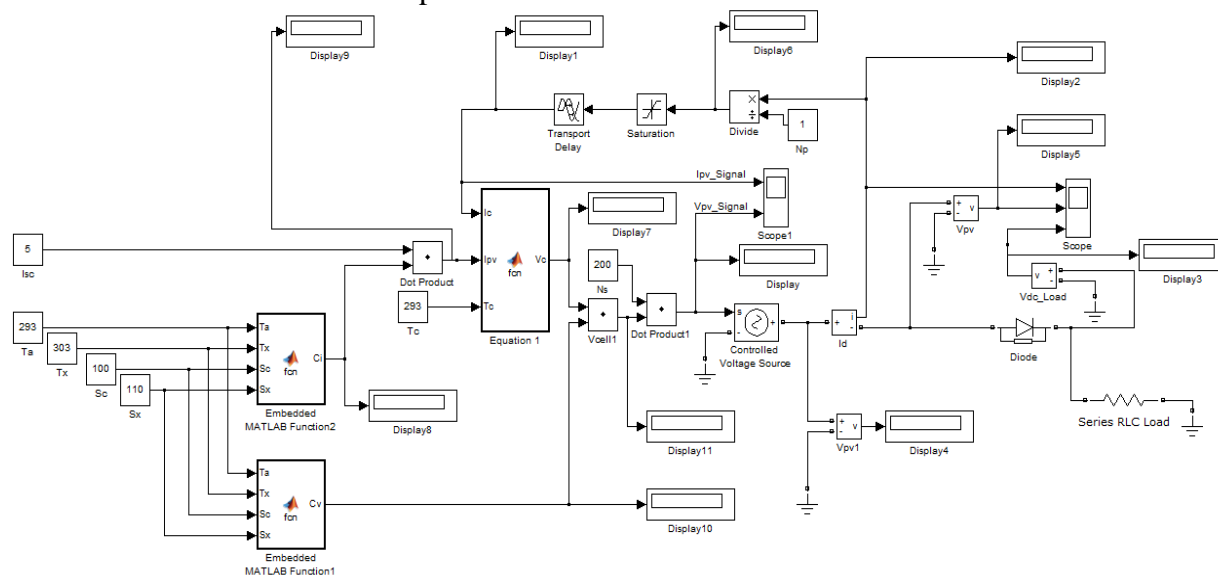 Display9
Display1
Display6
Display2
Transport
Delay
Saturation
×
÷
Divide
1
Np
Display5
Ipv_Signal
Vpv_Signal
Scope1
+
-
v
Vpv
Scope
Ic
Ipv
Tc
fcn
Vc
Equation 1
Display7
5
Isc
Dot Product
293
Tc
200
Ns
Display
Display3
+
-
v
Vdc_Load
293
Ta
303
Tx
100
Sc
110
Sx
Ta
Tx
Sc
Sx
fcn
Ci
Embedded
MATLAB Function2
Vcell1
Dot Product1
s
-
+
Controlled
Voltage Source
+
i
-
Id
Diode
Display8
Series RLC Load
Display11
+
-
v
Vpv1
Display4
Ta
Tx
Sc
Sx
fcn
Cv
Embedded
MATLAB Function1
Display10